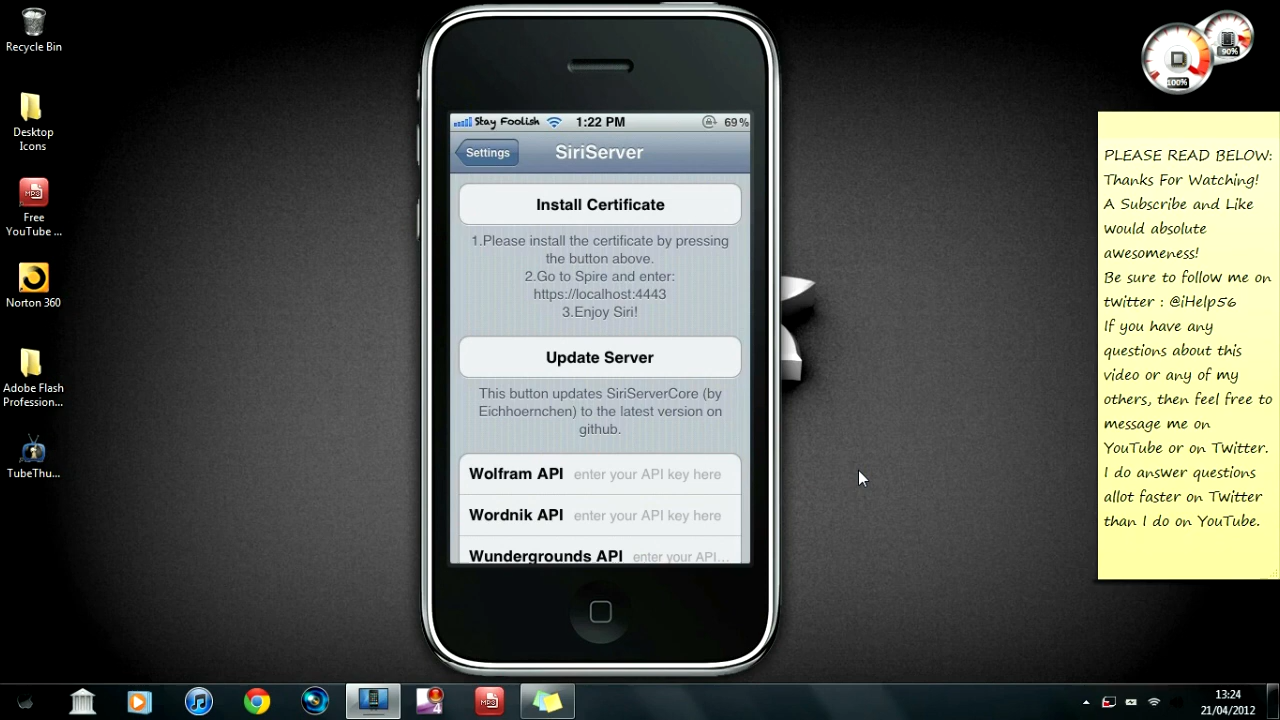 Recycle Bin
Desktop
Icons
Free
YouTube ...
Norton 360
Adobe Flash
Profession...
TubeThu...
Stay Foolish
1:22 PM
69%
Settings
SiriServer
Install Certificate
1.Please install the certificate by pressing
the button above.
2.Go to Spire and enter:
https://localhost:4443
3.Enjoy Siri!
Update Server
This button updates SiriServerCore (by
Eichhoernchen) to the latest version on
github.
Wolfram API enter your API key here
Wordnik API enter your API key here
Wundergrounds API enter your API...
100%
90%
PLEASE READ BELOW:
Thanks For Watching!
A Subscribe and Like
would absolute
awesomeness!
Be sure to follow me on
twitter : @iHelp56
If you have any
questions about this
video or any of my
others, then feel free to
message me on
YouTube or on Twitter.
I do answer questions
allot faster on TWitter
than I do on YouTube.
MP3
MP3
4
13:24
21/04/2012